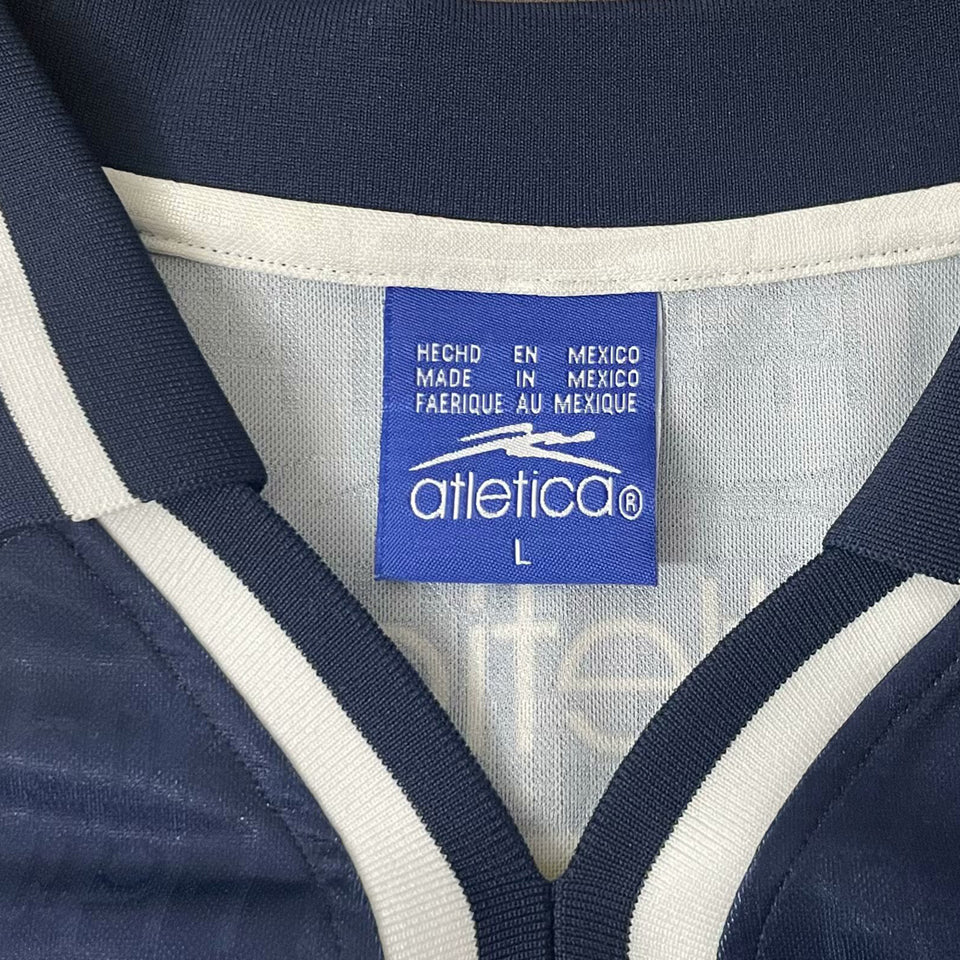 HECHD EN MEXICO
MADE IN MEXICO
FAERIQUE AU MEXIQUE
atletica®
L